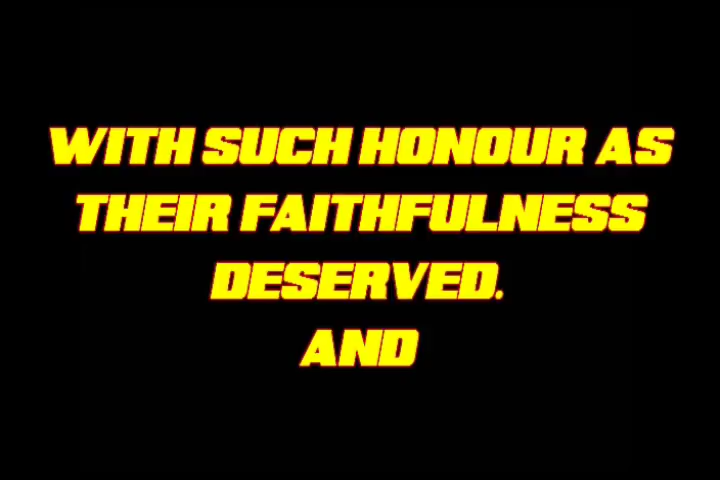 WITH SUCH HONOUR AS
THEIR FAITHFULNESS
DESERVED.
AND